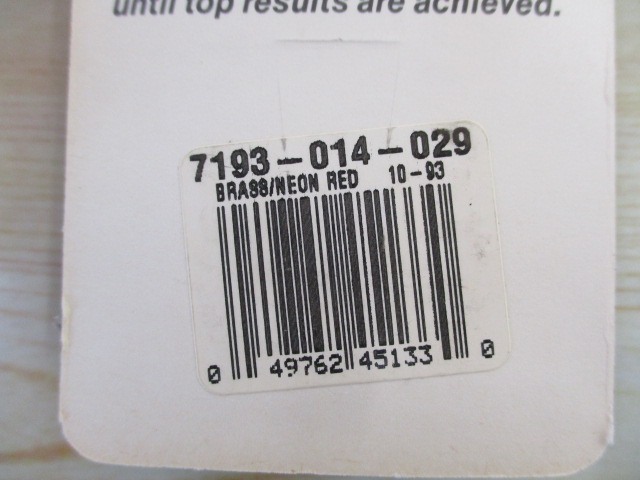 until top results are achieved.
7193-014-029
BRASS/NEON RED 10-93
0 49762 45133 0